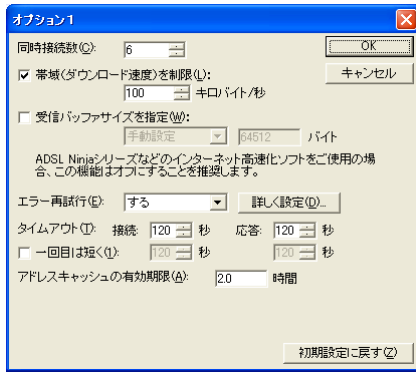 オプション1
同時接続数(C): 6 OK
帯域(ダウンロード速度)を制限(L): キャンセル
100 キロバイト/秒
受信バッファサイズを指定(W):
手動設定 64512 バイト
ADSL Ninjaシリーズなどのインターネット高速化ソフトをご使用の場
合、この機能はオフにすることを推奨します。
エラー再試行(E): する 詳しく設定(D)...
タイムアウト(T): 接続: 120 秒 応答: 120 秒
一回目は短く(1): 120 秒 120 秒
アドレスキャッシュの有効期限(A): 2.0 時間
初期設定に戻す(Z)